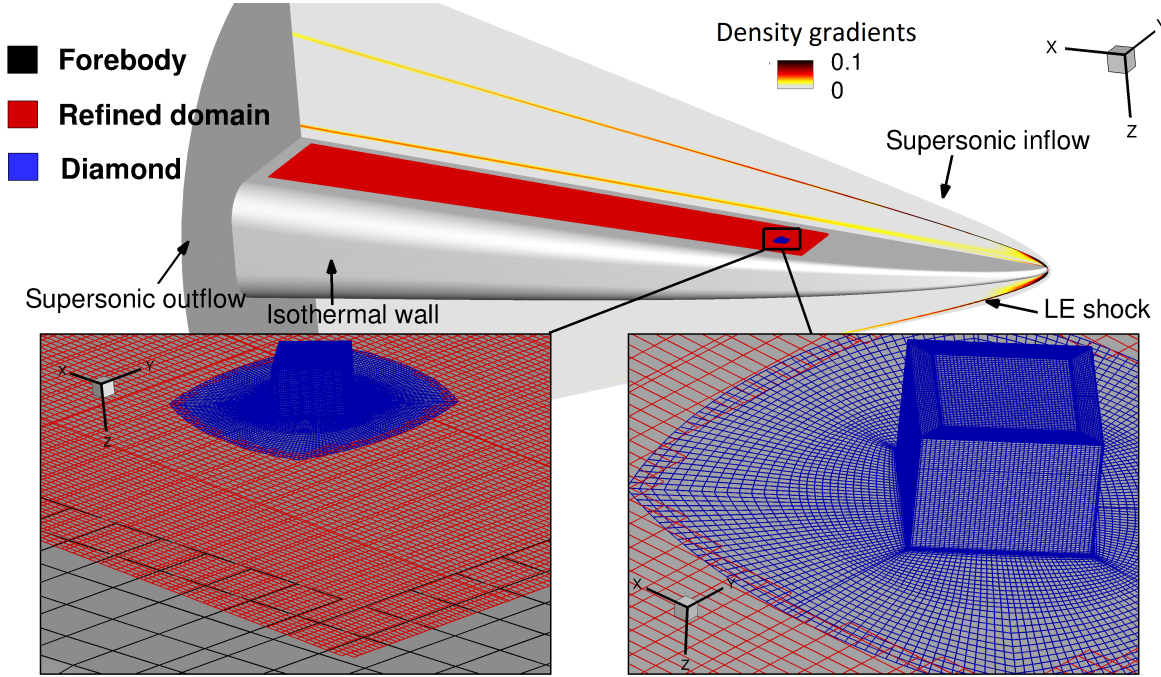 Density gradients
0.1
0
Forebody
Refined domain
Diamond
X
Y
Z
Supersonic inflow
Supersonic outflow
Isothermal wall
LE shock
X
Y
Z
X
Y
Z